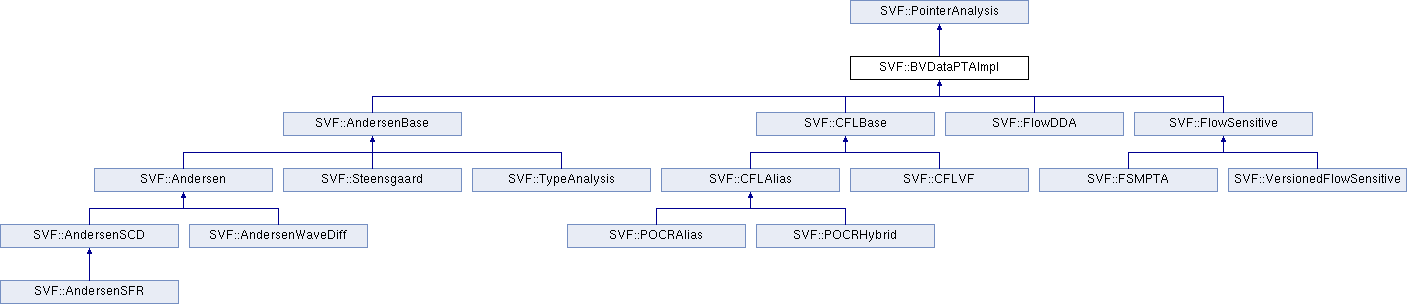 SVF::PointerAnalysis
SVF::BVDataPTAImpl
SVF::AndersenBase
SVF::CFLBase
SVF::FlowDDA
SVF::FlowSensitive
SVF::Andersen
SVF::Steensgaard
SVF::TypeAnalysis
SVF::CFLAlias
SVF::CFLVF
SVF::FSMPTA
SVF::VersionedFlowSensitive
SVF::AndersenSCD
SVF::AndersenWaveDiff
SVF::POCRAlias
SVF::POCRHybrid
SVF::AndersenSFR